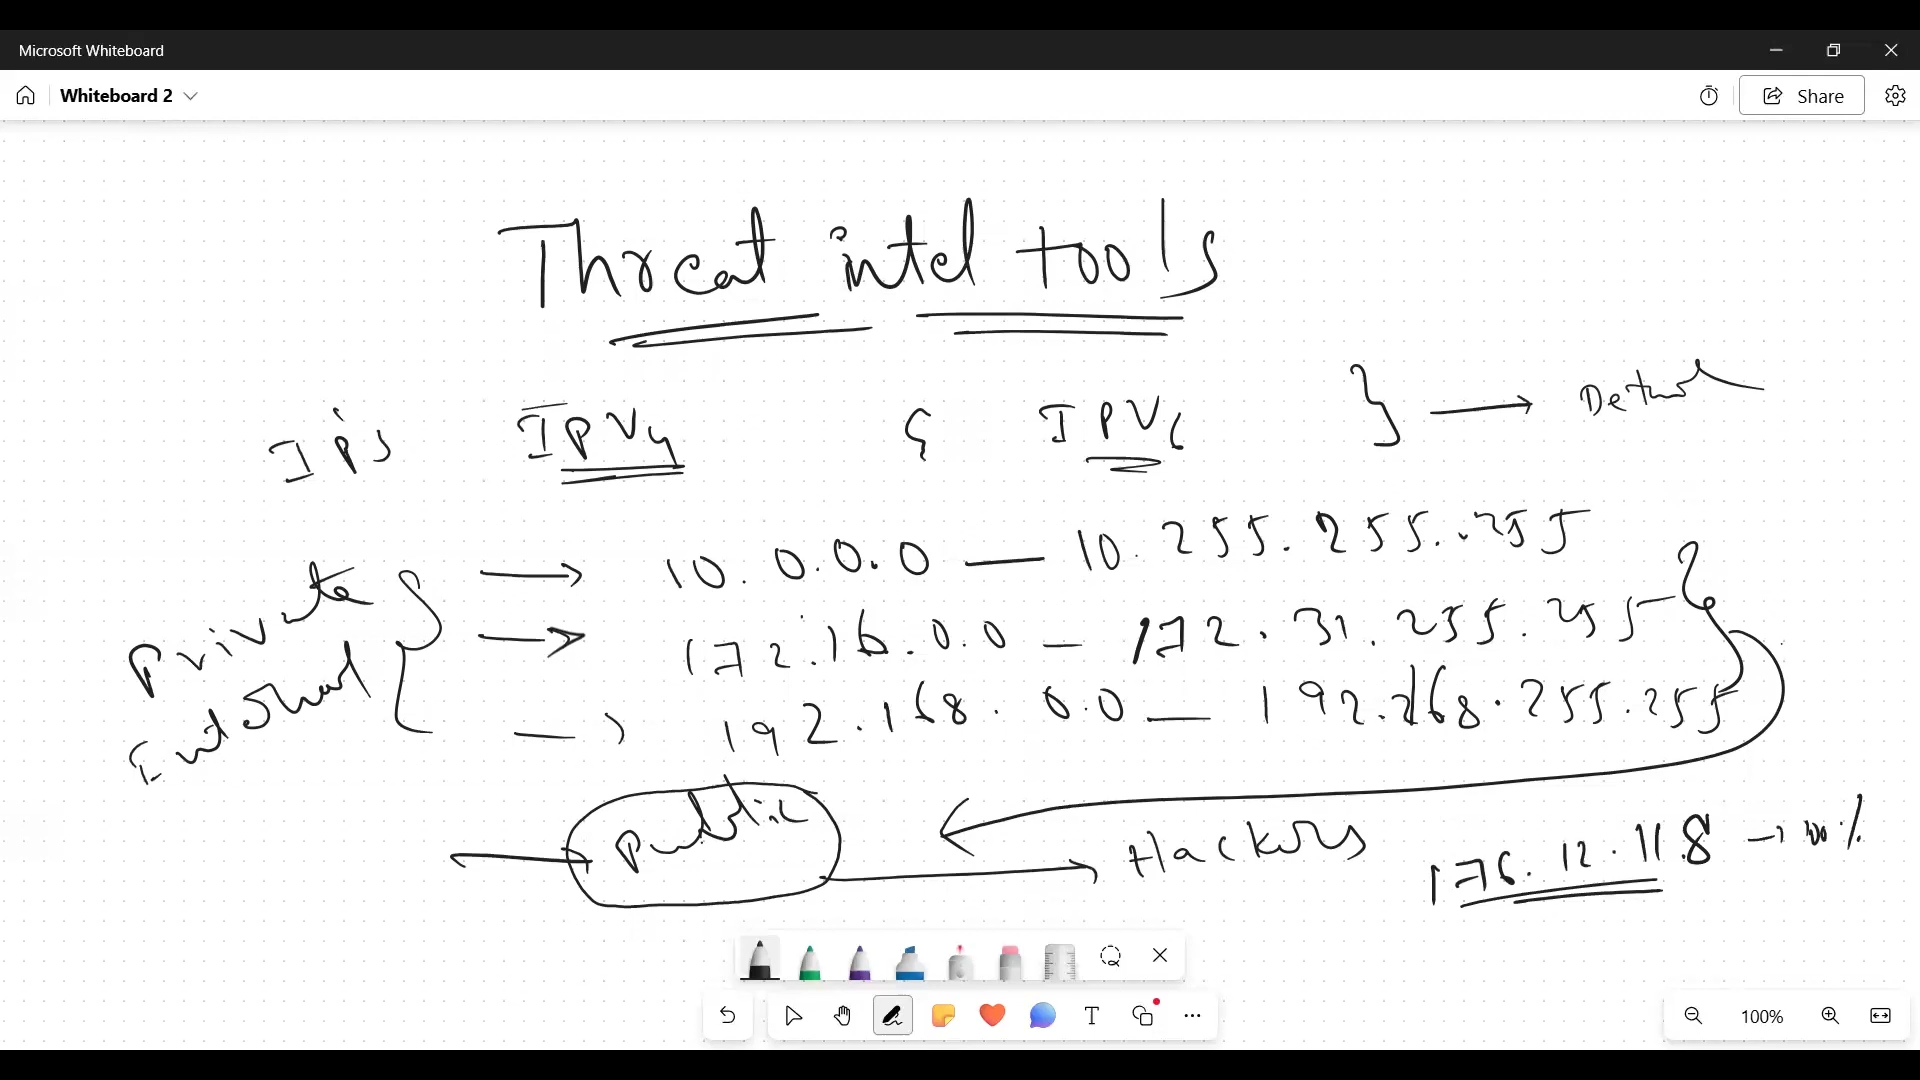 Microsoft Whiteboard
Whiteboard 2
Share
Threat intel tools
IPs IPV4 & IPV6
10.0.0.0 — 10.255.255.255
Private
172.16.0.0 — 172.31.255.255
192.168.0.0 — 192.168.255.255
Public
Hackers
176.12.11.8 → 100%
100%